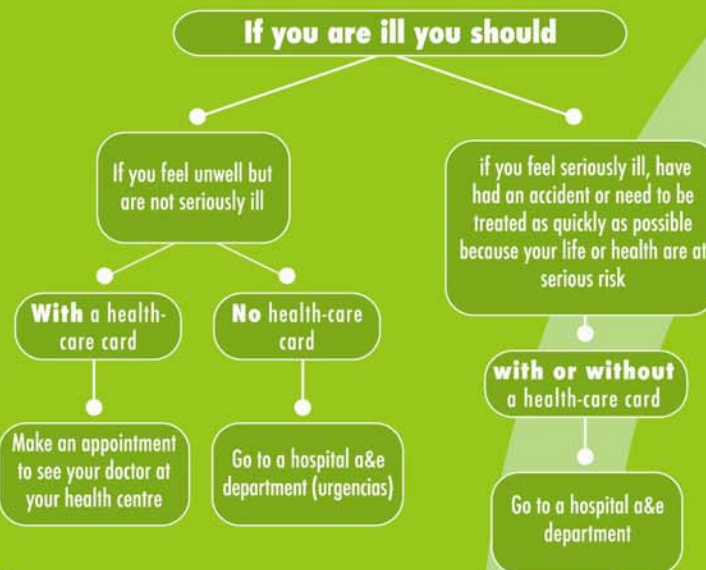 If you are ill you should
If you feel unwell but
are not seriously ill
if you feel seriously ill, have
had an accident or need to be
treated as quickly as possible
because your life or health are at
serious risk
With a health-
care card
No health-care
card
with or without
a health-care card
Make an appointment
to see your doctor at
your health centre
Go to a hospital a&e
department (urgencias)
Go to a hospital a&e
department